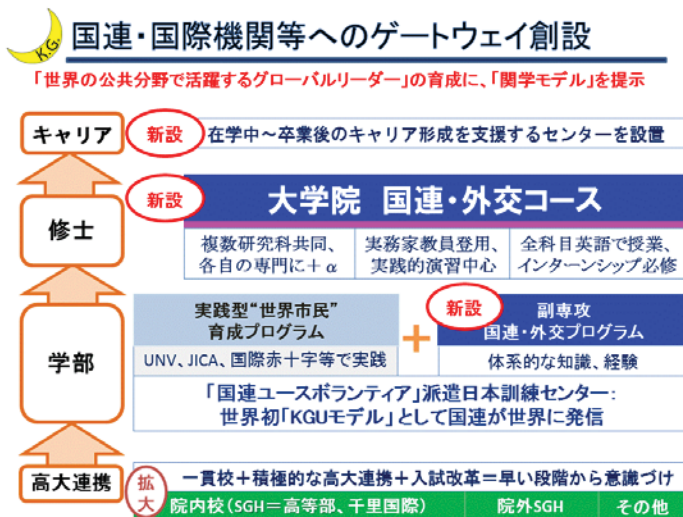 K.G.
国連・国際機関等へのゲートウェイ創設
「世界の公共分野で活躍するグローバルリーダー」の育成に、「関学モデル」を提示
キャリア
新設
在学中～卒業後のキャリア形成を支援するセンターを設置
修士
新設
大学院 国連・外交コース
複数研究科共同、
各自の専門に＋α
実務家教員登用、
実践的演習中心
全科目英語で授業、
インターンシップ必修
学部
実践型“世界市民”
育成プログラム
UNV、JICA、国際赤十字等で実践
＋
新設
副専攻
国連・外交プログラム
体系的な知識、経験
「国連ユースボランティア」派遣日本訓練センター：
世界初「KGUモデル」として国連が世界に発信
高大連携
拡大
一貫校＋積極的な高大連携＋入試改革＝早い段階から意識づけ
院内校（SGH＝高等部、千里国際）
院外SGH
その他